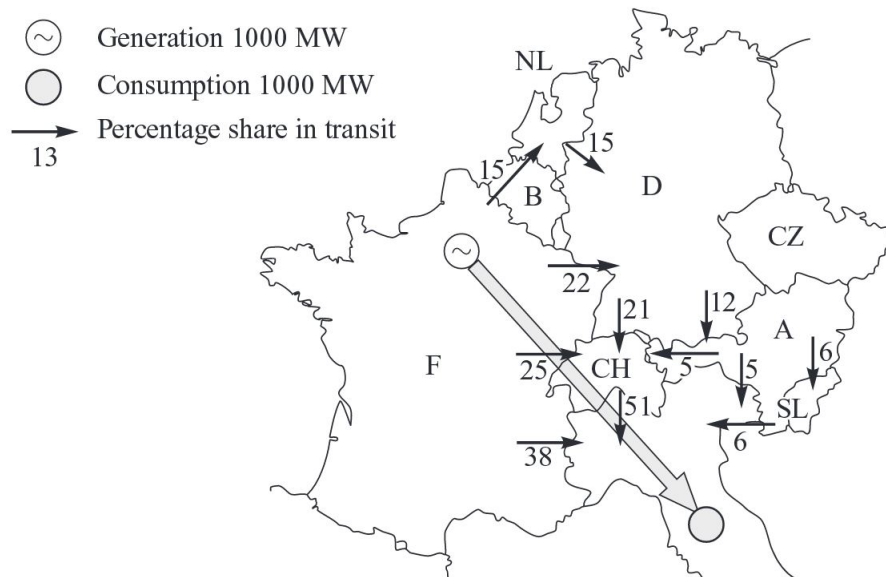 Generation 1000 MW
Consumption 1000 MW
Percentage share in transit
13
NL
15
15
B
D
CZ
22
21
12
A
F
25
CH
5
5
6
51
SL
38
6